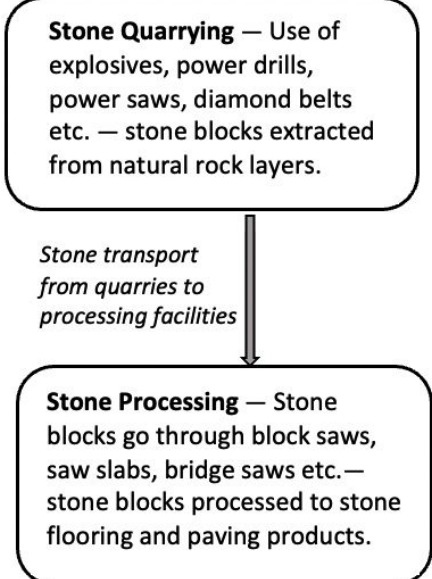 Stone Quarrying — Use of
explosives, power drills,
power saws, diamond belts
etc. — stone blocks extracted
from natural rock layers.
Stone transport
from quarries to
processing facilities
Stone Processing — Stone
blocks go through block saws,
saw slabs, bridge saws etc.—
stone blocks processed to stone
flooring and paving products.